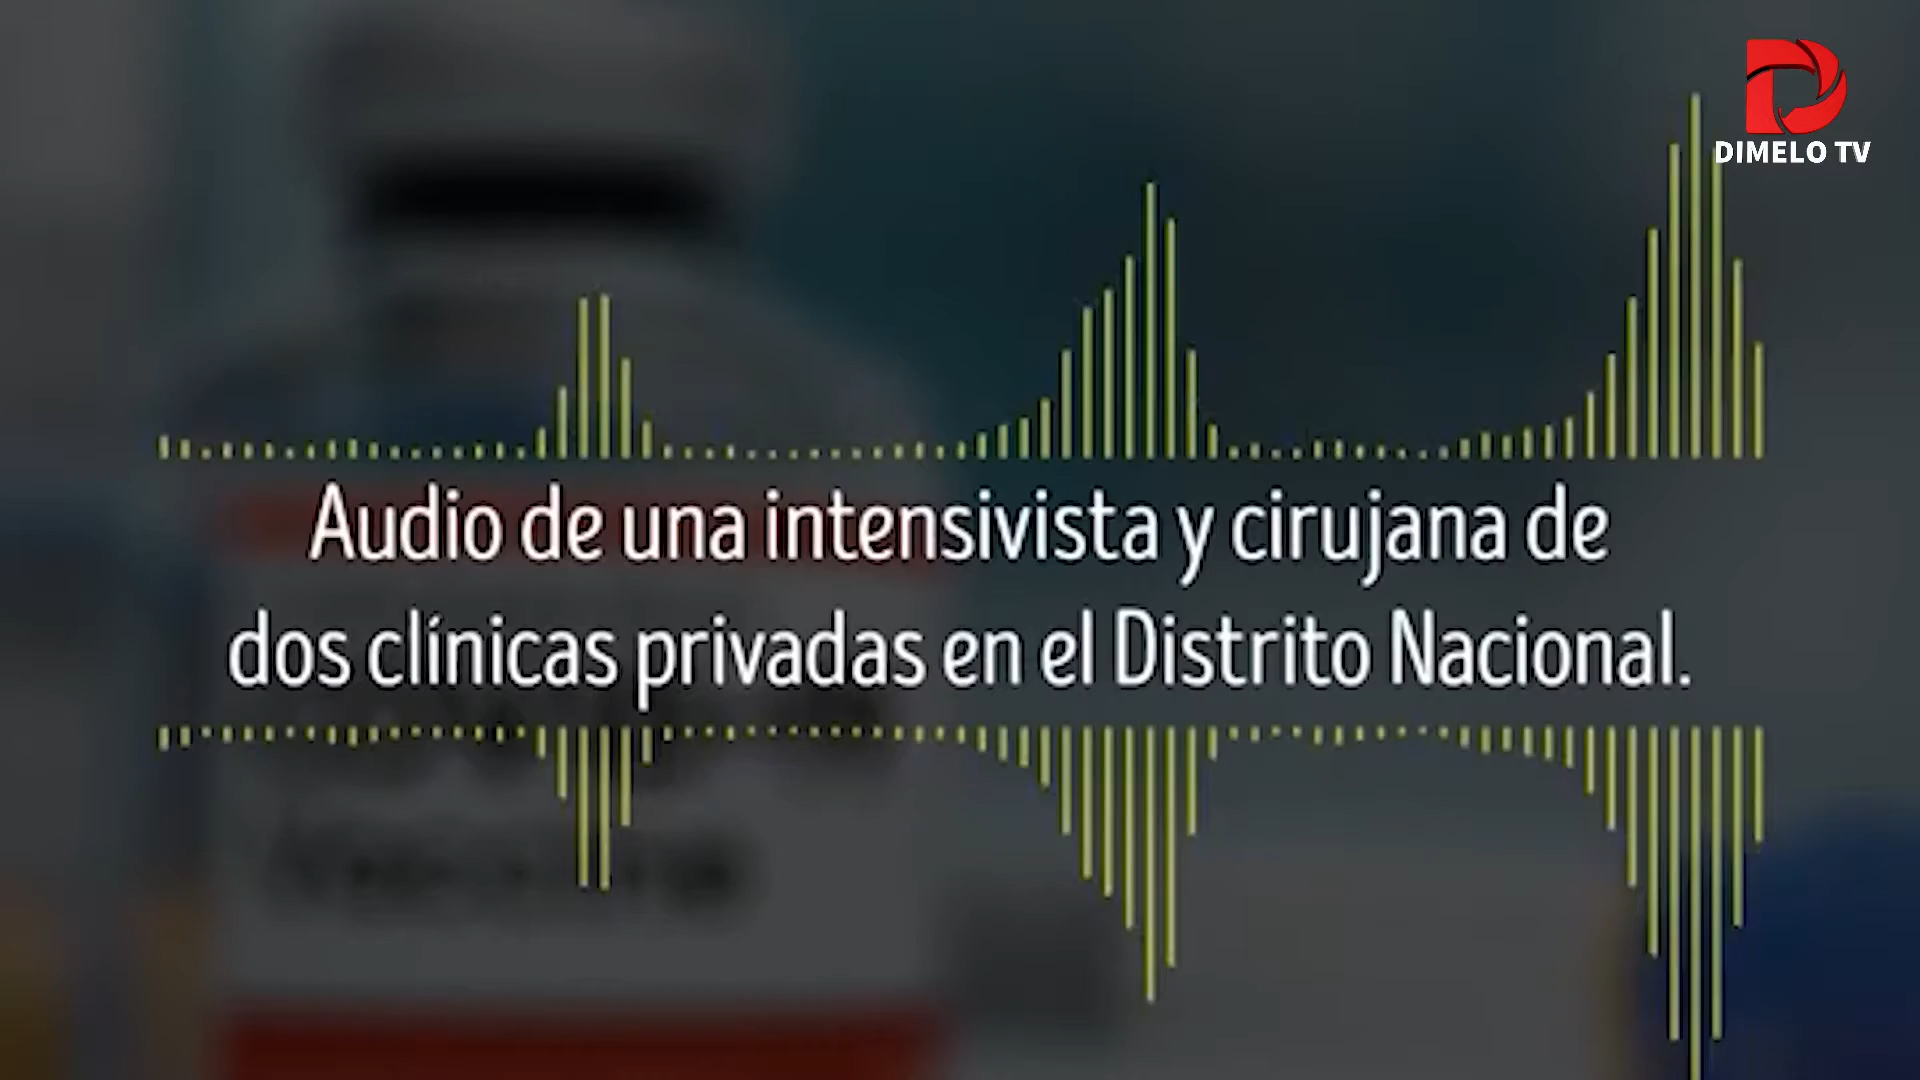 DIMELO TV
Audio de una intensivista y cirujana de
dos clínicas privadas en el Distrito Nacional.